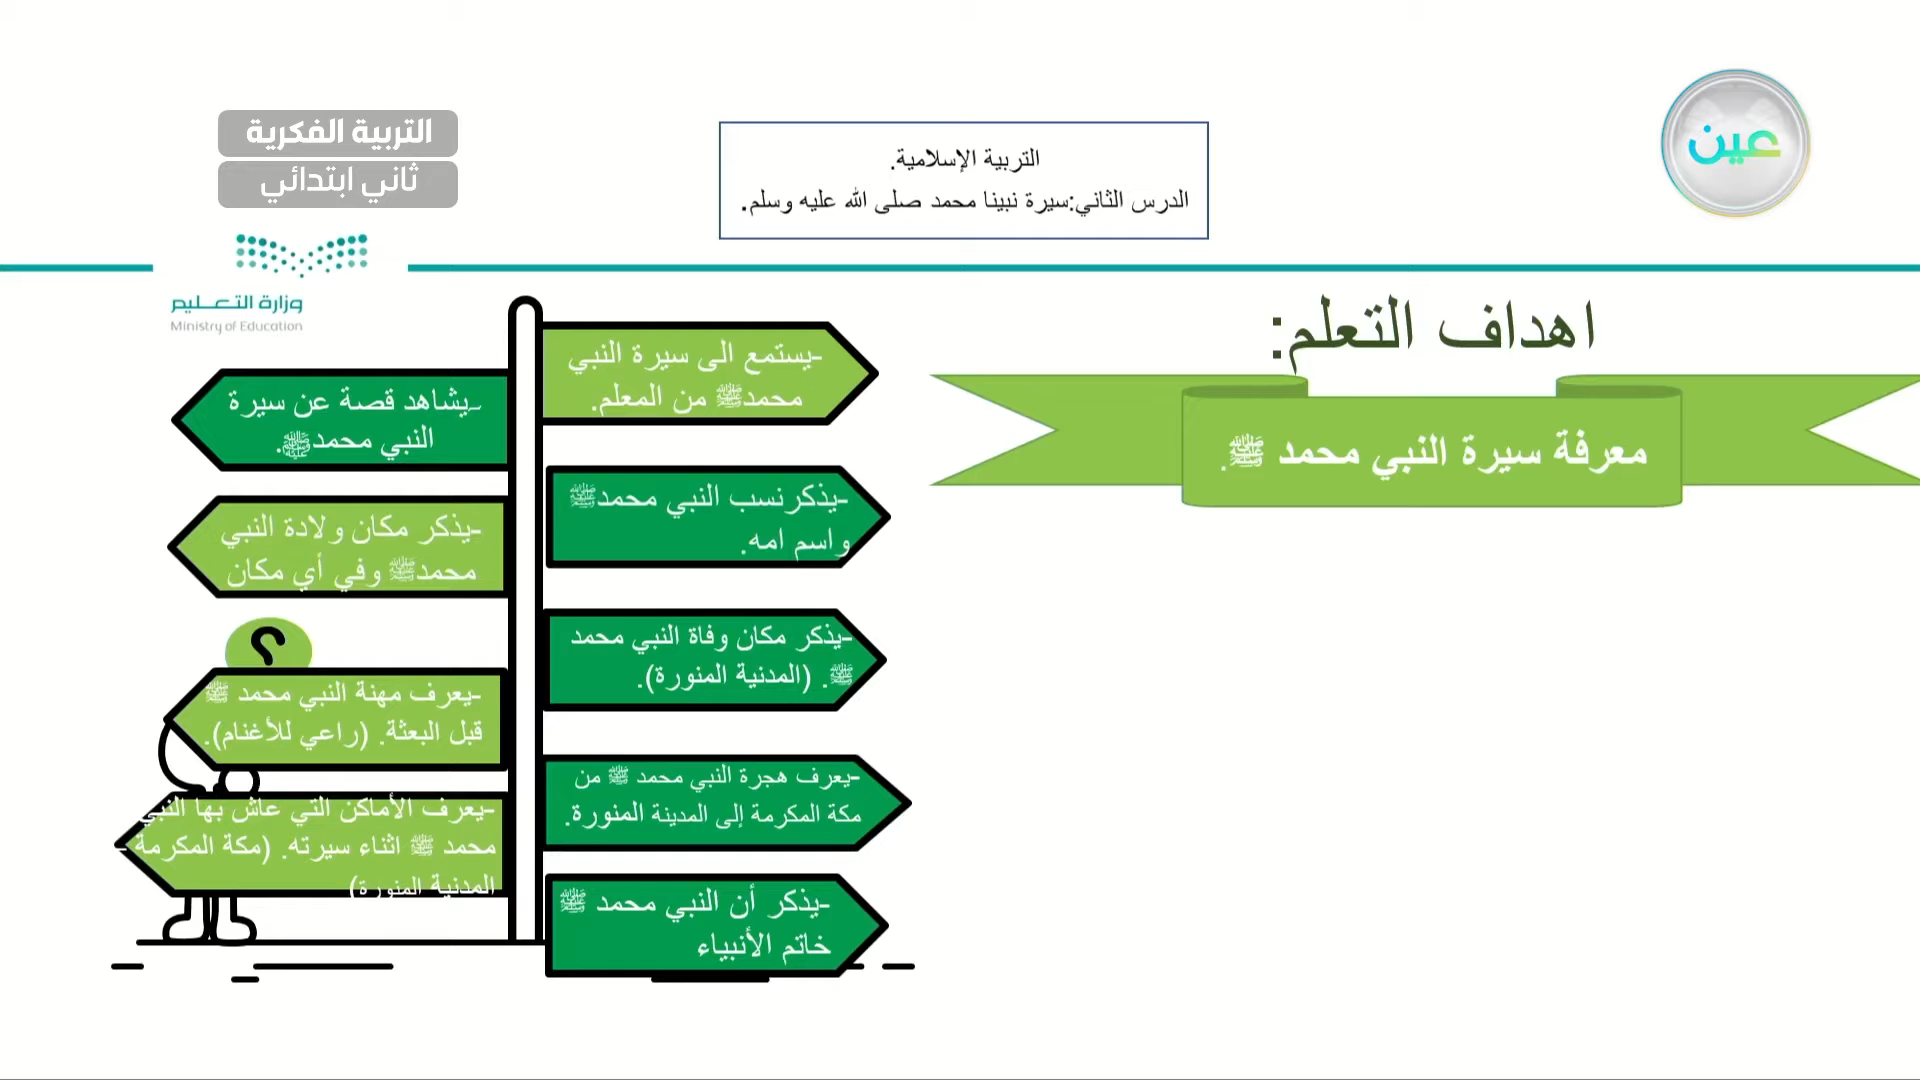 عين
التربية الإسلامية.
الدرس الثاني:سيرة نبينا محمد صلى الله عليه وسلم.
التربية الفكرية
ثاني ابتدائي
وزارة التعليم
Ministry of Education
اهداف التعلم:
معرفة سيرة النبي محمد ﷺ.
-يستمع الى سيرة النبي
محمدﷺ من المعلم.
-يشاهد قصة عن سيرة
النبي محمدﷺ.
-يذكرنسب النبي محمدﷺ
واسم امه.
-يذكر مكان ولادة النبي
محمدﷺ وفي أي مكان
؟
-يذكر مكان وفاة النبي محمد
ﷺ. (المدنية المنورة).
-يعرف مهنة النبي محمد ﷺ
قبل البعثة. (راعي للأغنام).
-يعرف هجرة النبي محمد ﷺ من
مكة المكرمة إلى المدينة المنورة.
-يعرف الأماكن التي عاش بها النبي
محمد ﷺ اثناء سيرته. (مكة المكرمة –
المدنية المنورة)
-يذكر أن النبي محمد ﷺ
خاتم الأنبياء